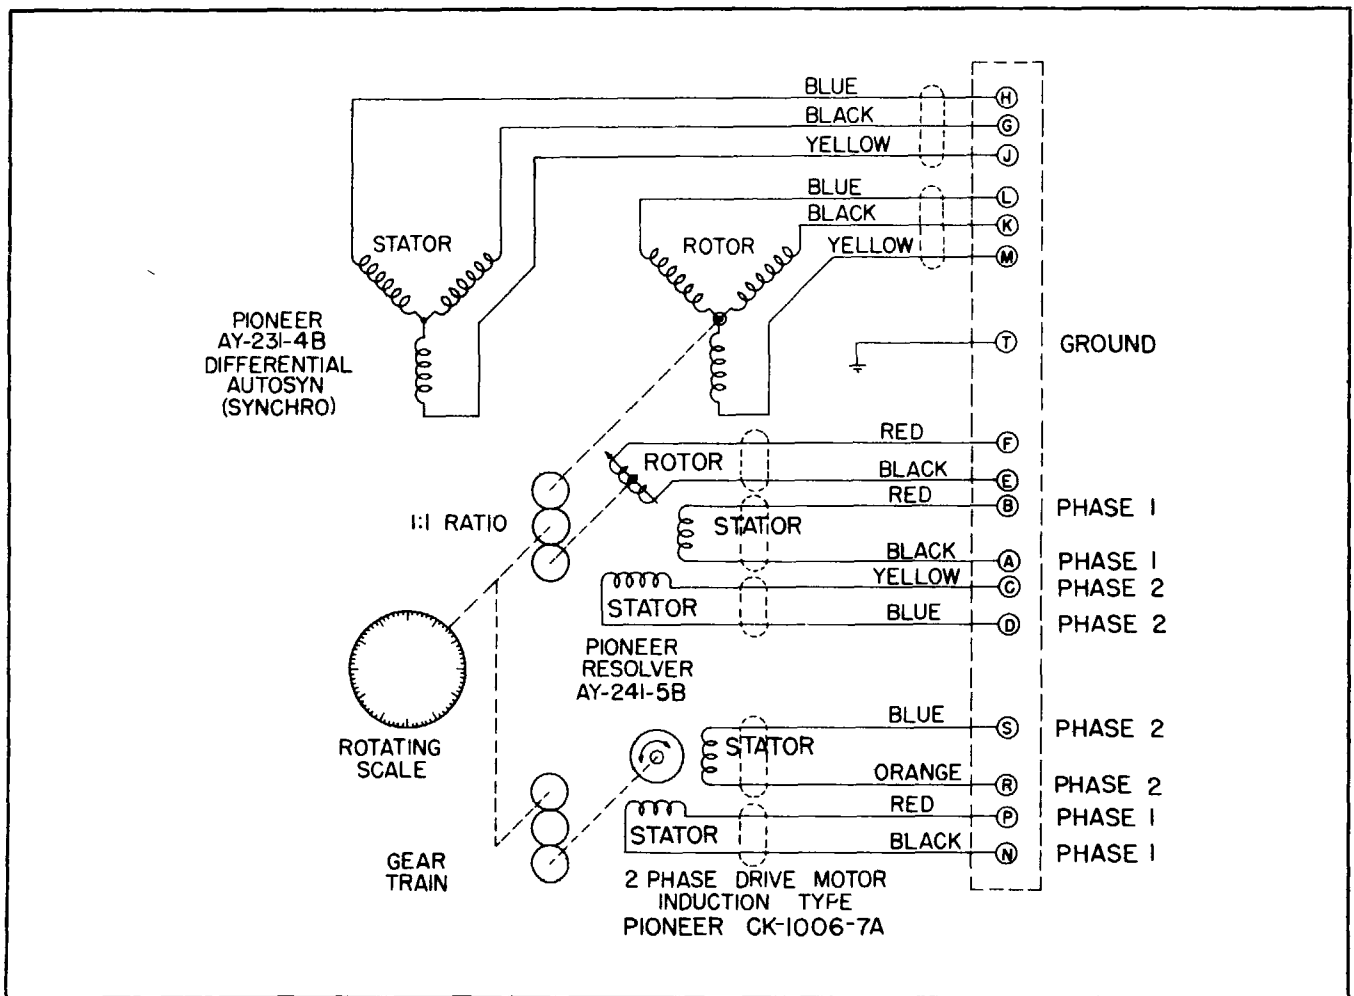 BLUE
H
BLACK
G
YELLOW
J
BLUE
L
BLACK
K
STATOR
ROTOR
YELLOW
M
PIONEER
AY-231-4B
DIFFERENTIAL
AUTOSYN
(SYNCHRO)
T
GROUND
RED
F
ROTOR
BLACK
E
RED
B
PHASE 1
1:1 RATIO
STATOR
BLACK
A
PHASE 1
YELLOW
C
PHASE 2
STATOR
BLUE
D
PHASE 2
PIONEER
RESOLVER
AY-241-5B
ROTATING
SCALE
BLUE
S
PHASE 2
STATOR
ORANGE
R
PHASE 2
RED
P
PHASE 1
STATOR
BLACK
N
PHASE 1
GEAR
TRAIN
2 PHASE DRIVE MOTOR
INDUCTION TYPE
PIONEER CK-1006-7A